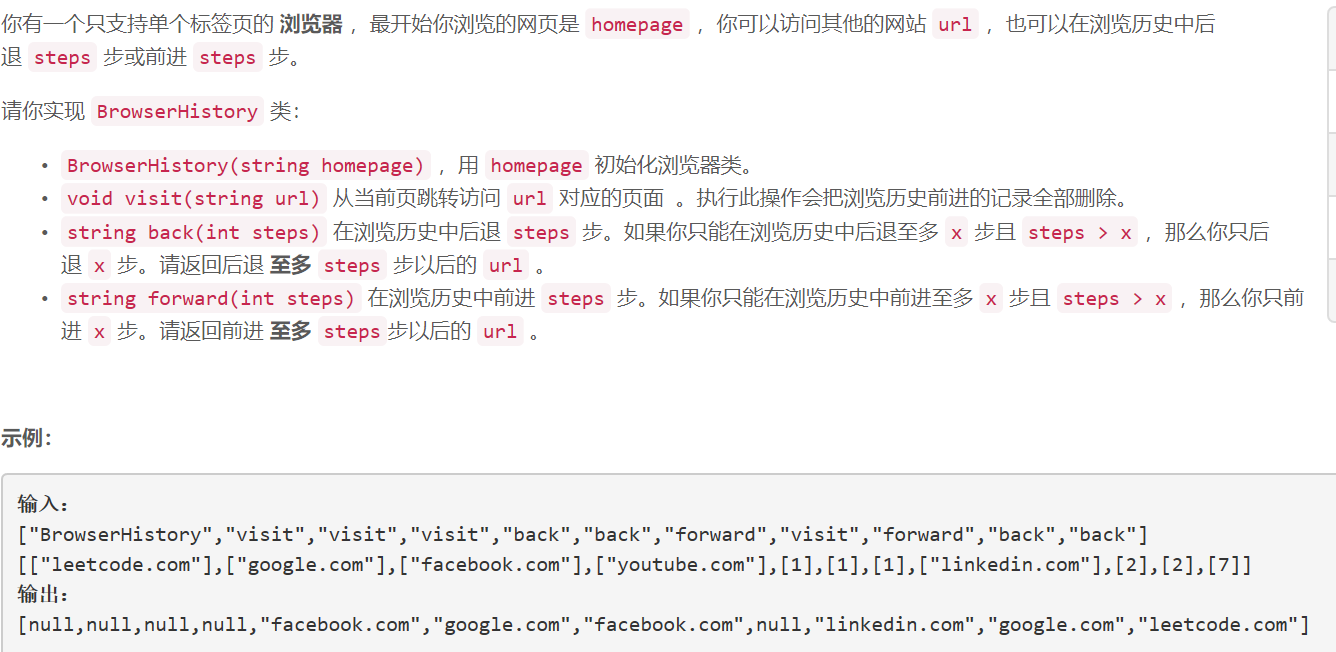 你有一个只支持单个标签页的 浏览器 ，最开始你浏览的网页是 homepage ，你可以访问其他的网站 url ，也可以在浏览历史中后
退 steps 步或前进 steps 步。
请你实现 BrowserHistory 类：
• BrowserHistory(string homepage) ，用 homepage 初始化浏览器类。
• void visit(string url) 从当前页跳转访问 url 对应的页面 。执行此操作会把浏览历史前进的记录全部删除。
• string back(int steps) 在浏览历史中后退 steps 步。如果你只能在浏览历史中后退至多 x 步且 steps > x ，那么你只后
退 x 步。请返回后退 至多 steps 步以后的 url 。
• string forward(int steps) 在浏览历史中前进 steps 步。如果你只能在浏览历史中前进至多 x 步且 steps > x ，那么你只前
进 x 步。请返回前进 至多 steps步以后的 url 。
示例：
输入：
["BrowserHistory","visit","visit","visit","back","back","forward","visit","forward","back","back"]
[["leetcode.com"],["google.com"],["facebook.com"],["youtube.com"],[1],[1],[1],["linkedin.com"],[2],[2],[7]]
输出：
[null,null,null,null,"facebook.com","google.com","facebook.com",null,"linkedin.com","google.com","leetcode.com"]